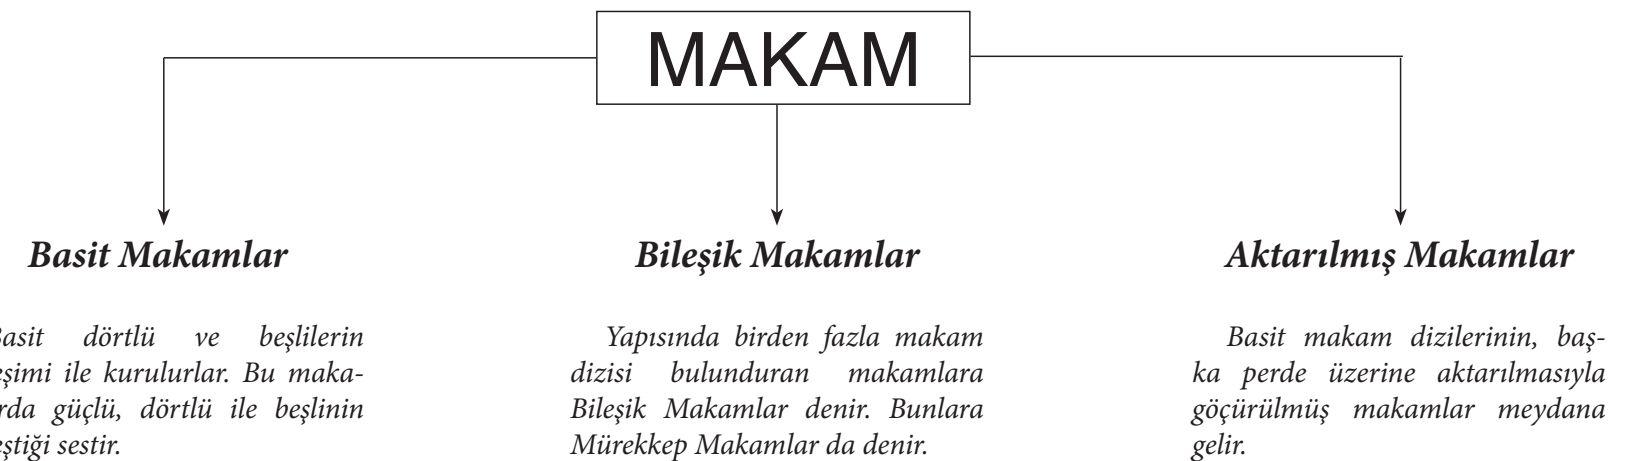 MAKAM
Basit Makamlar
Basit dörtlü ve beşlilerin
ile kurulurlar. Bu maka-
güçlü, dörtlü ile beşlinin
sestir.
Bileşik Makamlar
Yapısında birden fazla makam
dizisi bulunduran makamlara
Bileşik Makamlar denir. Bunlara
Mürekkep Makamlar da denir.
Aktarılmış Makamlar
Basit makam dizilerinin, baş-
ka perde üzerine aktarılmasıyla
göçürülmüş makamlar meydana
gelir.